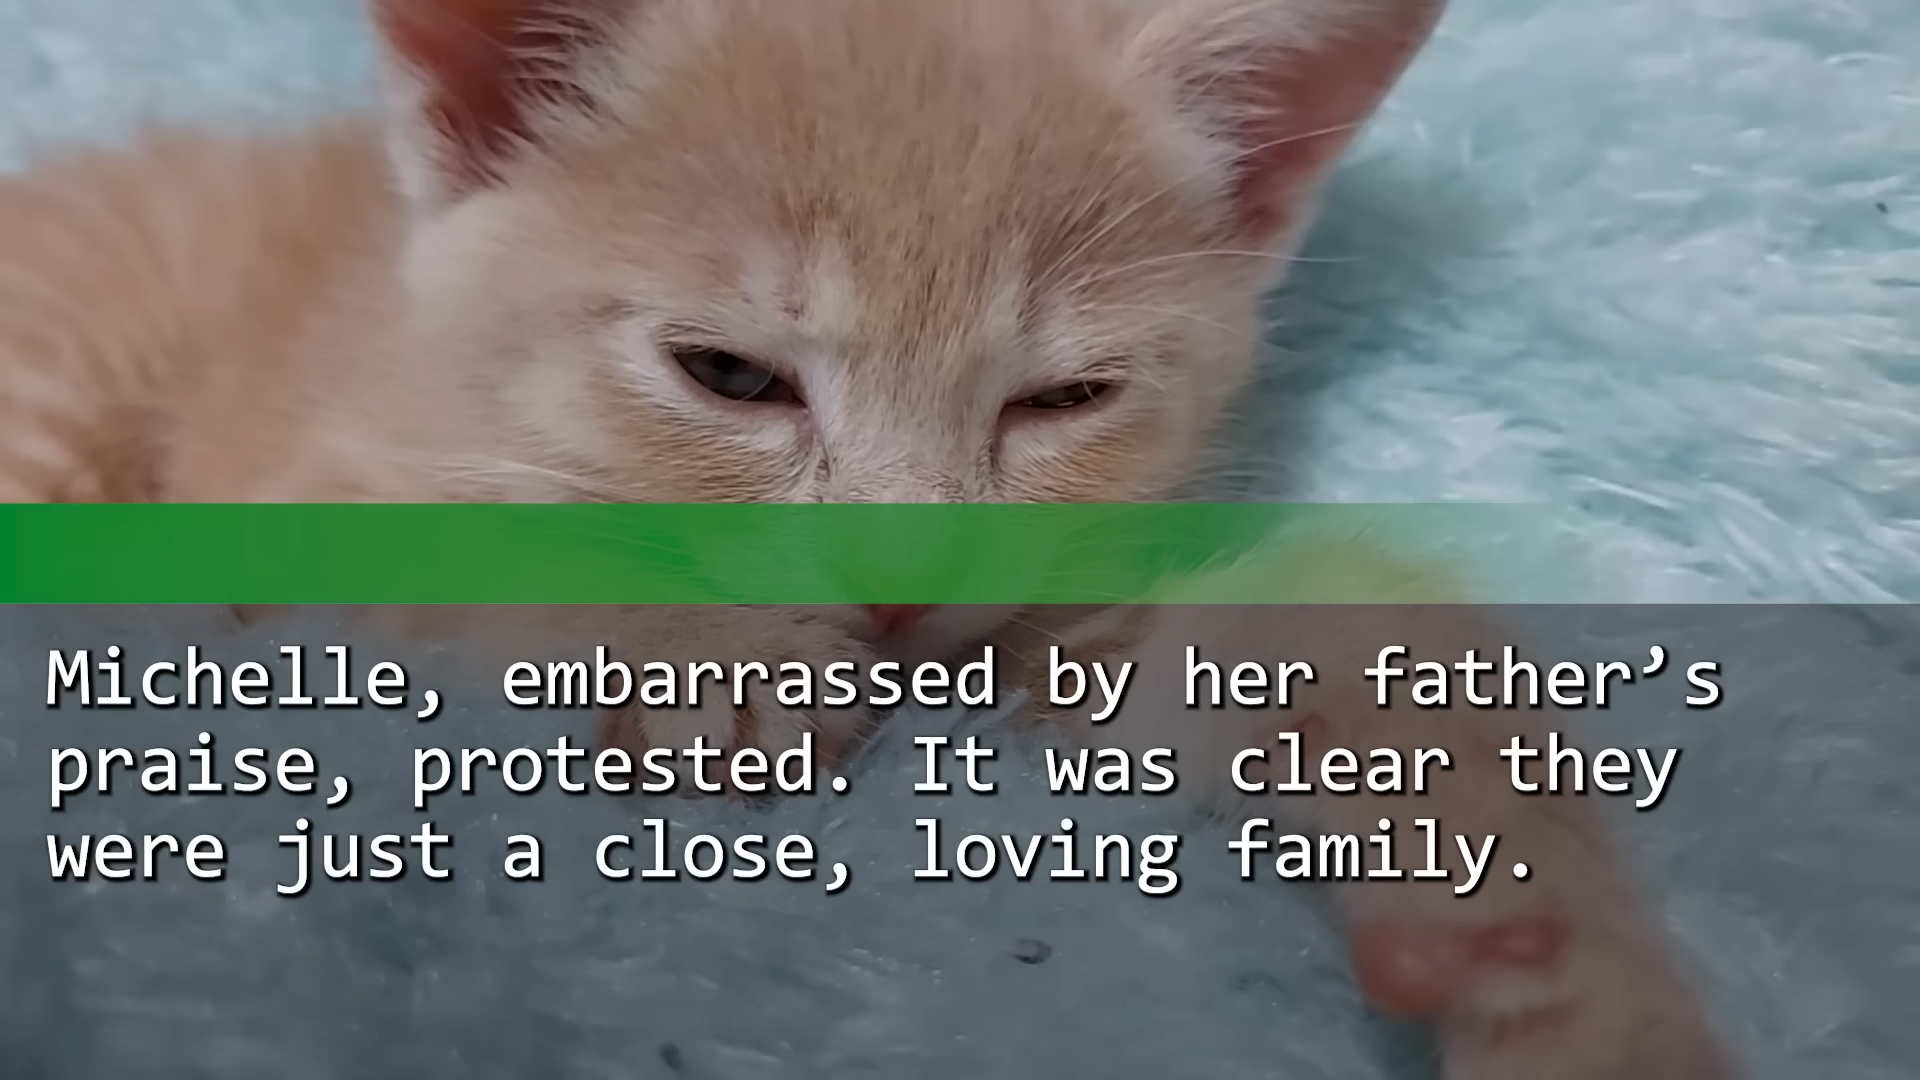 Michelle, embarrassed by her father’s
praise, protested. It was clear they
were just a close, loving family.